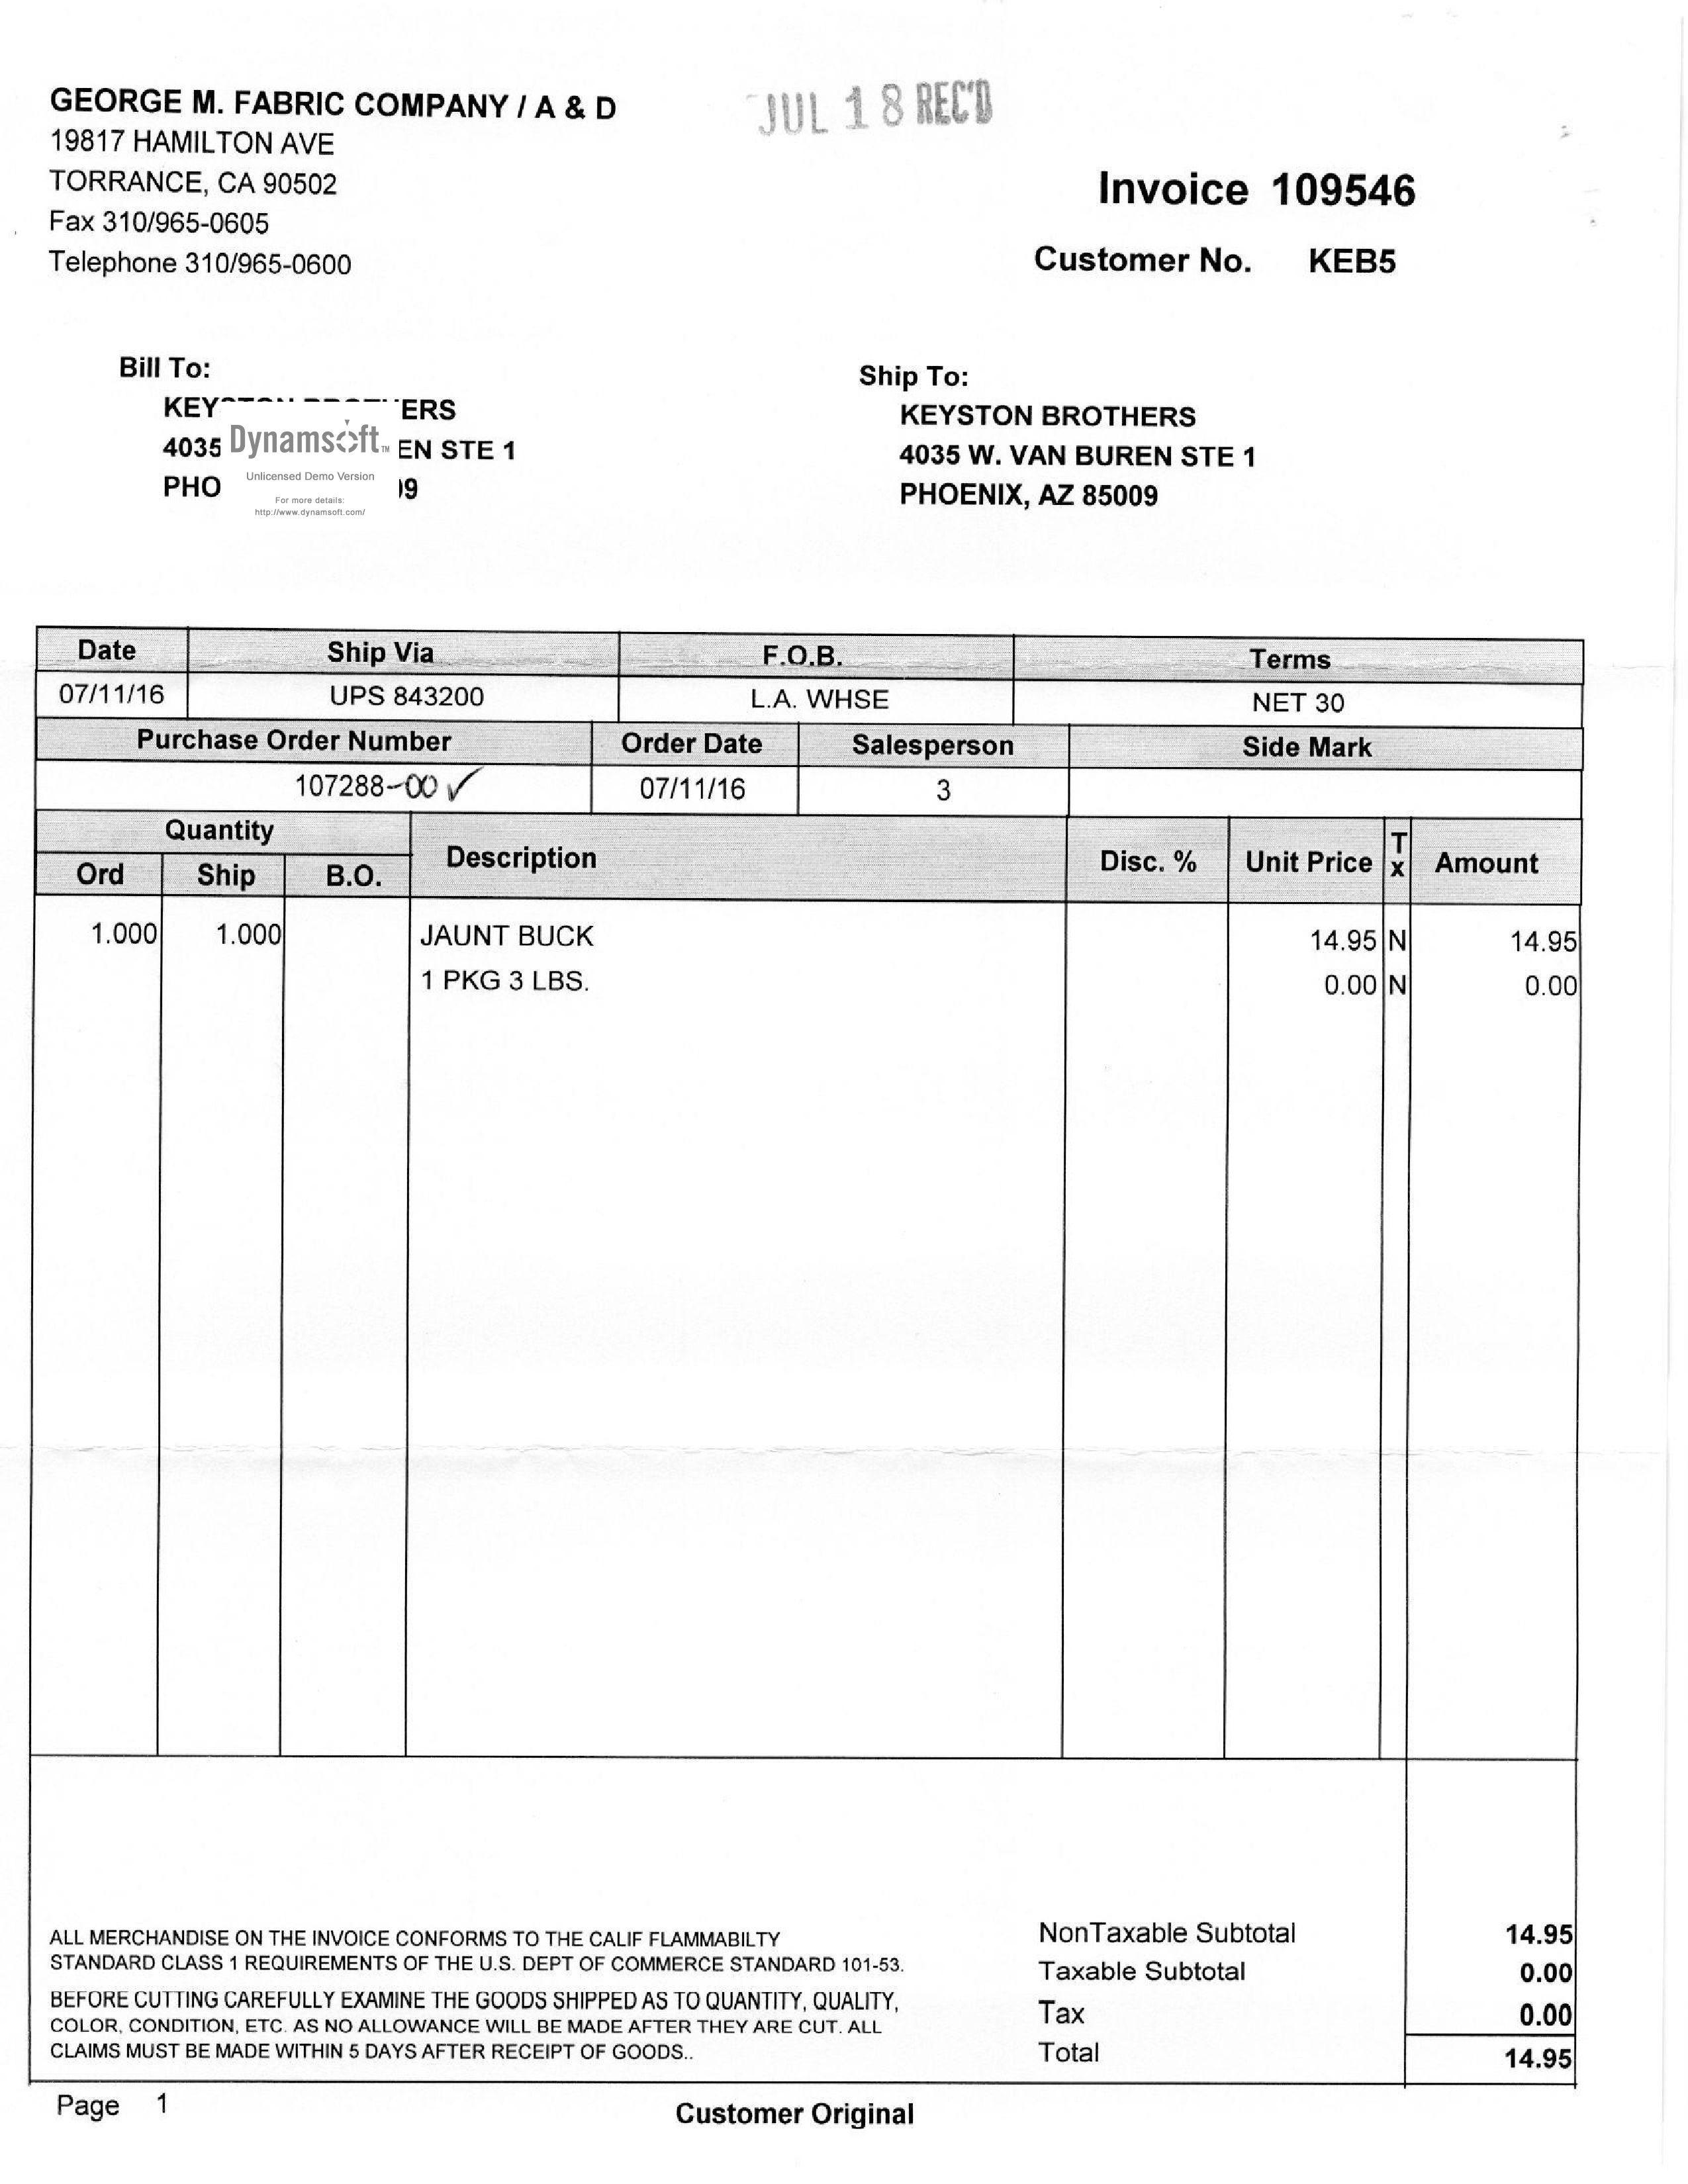 GEORGE M. FABRIC COMPANY / A & D
19817 HAMILTON AVE
TORRANCE, CA 90502
Fax 310/965-0605
Telephone 310/965-0600
JUL 18 REC'D
Invoice 109546
Customer No. KEB5
Bill To:
ERS
4035 EN STE 1
Dynamsoft™
Unlicensed Demo Version
For more details:
http://www.dynamsoft.com/
Ship To:
KEYSTON BROTHERS
4035 W. VAN BUREN STE 1
PHOENIX, AZ 85009
Date Ship Via F.O.B. Terms
07/11/16 UPS 843200 L.A. WHSE NET 30
Purchase Order Number Order Date Salesperson Side Mark
107288-00 ✓ 07/11/16 3
Quantity
Ord Ship B.O. Description Disc. % Unit Price Tx Amount
1.000 1.000 JAUNT BUCK 14.95 N 14.95
1 PKG 3 LBS. 0.00 N 0.00
ALL MERCHANDISE ON THE INVOICE CONFORMS TO THE CALIF FLAMMABILTY
STANDARD CLASS 1 REQUIREMENTS OF THE U.S. DEPT OF COMMERCE STANDARD 101-53.
BEFORE CUTTING CAREFULLY EXAMINE THE GOODS SHIPPED AS TO QUANTITY, QUALITY,
COLOR, CONDITION, ETC. AS NO ALLOWANCE WILL BE MADE AFTER THEY ARE CUT. ALL
CLAIMS MUST BE MADE WITHIN 5 DAYS AFTER RECEIPT OF GOODS..
NonTaxable Subtotal 14.95
Taxable Subtotal 0.00
Tax 0.00
Total 14.95
Page 1
Customer Original